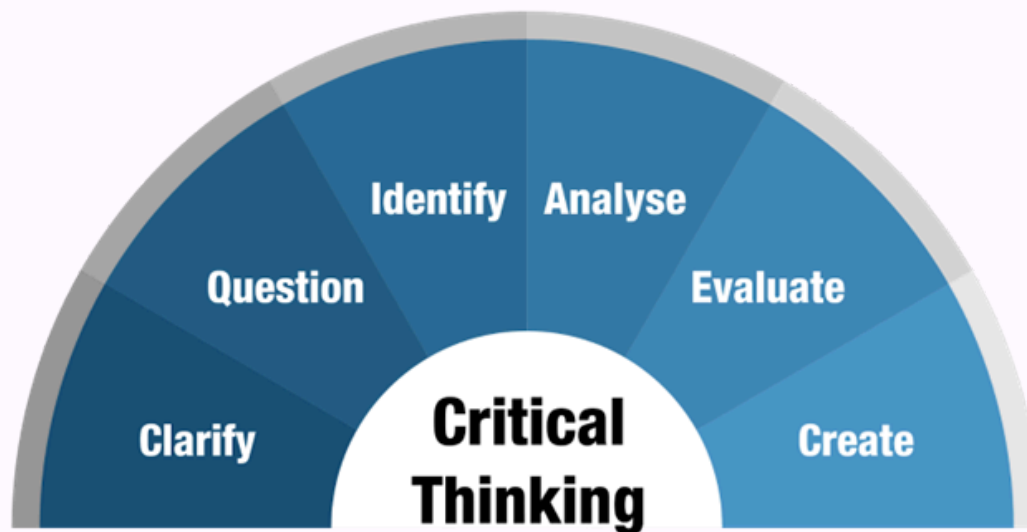 Clarify
Question
Identify
Analyse
Evaluate
Create
Critical
Thinking